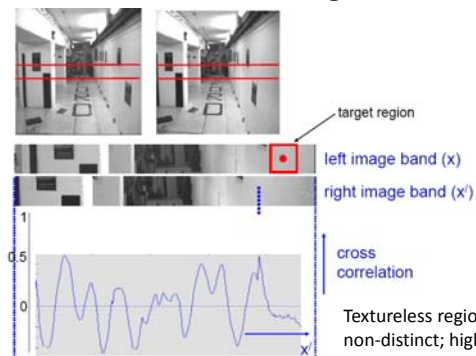 target region
left image band (x)
right image band (x/)
1
0.5
0
cross
correlation
x/
Textureless regio
non-distinct; high